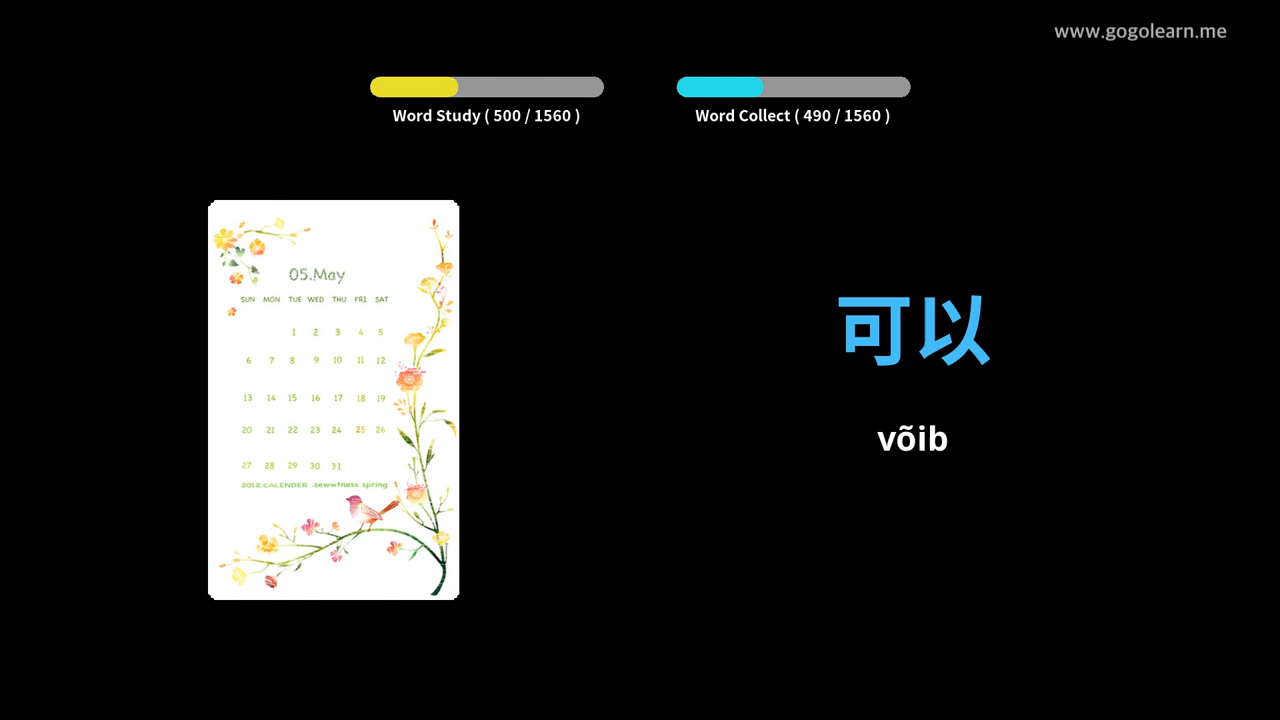 www.gogolearn.me
Word Study ( 500 / 1560 )
Word Collect ( 490 / 1560 )
05.May
SUN MON TUE WED THU FRI SAT
1 2 3 4 5
6 7 8 9 10 11 12
13 14 15 16 17 18 19
20 21 22 23 24 25 26
27 28 29 30 31
2012.CALENDER .sewwtness spring
可以
võib